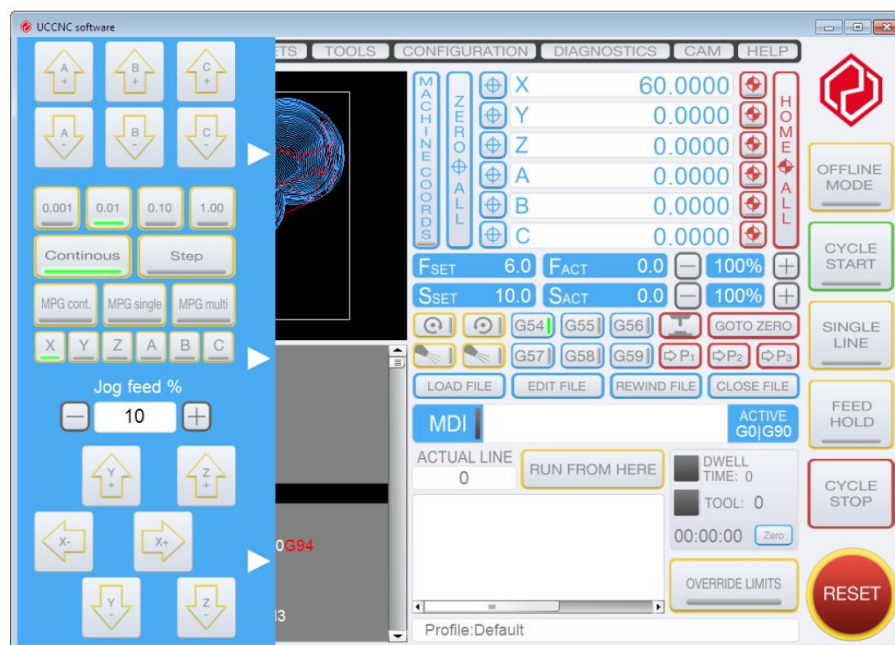 UCCNC software
ETS TOOLS CONFIGURATION DIAGNOSTICS CAM HELP
A+ B+ C+
A- B- C-
0.001 0.01 0.10 1.00
Continous Step
MPG cont. MPG single MPG multi
X Y Z A B C
Jog feed %
10
Y+ Z+
X- X+
Y- Z-
0G94
13
MACHINE COORDS
ZERO ALL
X 60.0000
Y 0.0000
Z 0.0000
A 0.0000
B 0.0000
C 0.0000
HOME ALL
FSET 6.0 FACT 0.0 100%
SSET 10.0 SACT 0.0 100%
G54 G55 G56 GOTO ZERO
G57 G58 G59 P1 P2 P3
LOAD FILE EDIT FILE REWIND FILE CLOSE FILE
MDI ACTIVE
G0|G90
ACTUAL LINE
0
RUN FROM HERE
DWELL
TIME: 0
TOOL: 0
00:00:00 Zero
OVERRIDE LIMITS
Profile:Default
OFFLINE
MODE
CYCLE
START
SINGLE
LINE
FEED
HOLD
CYCLE
STOP
RESET